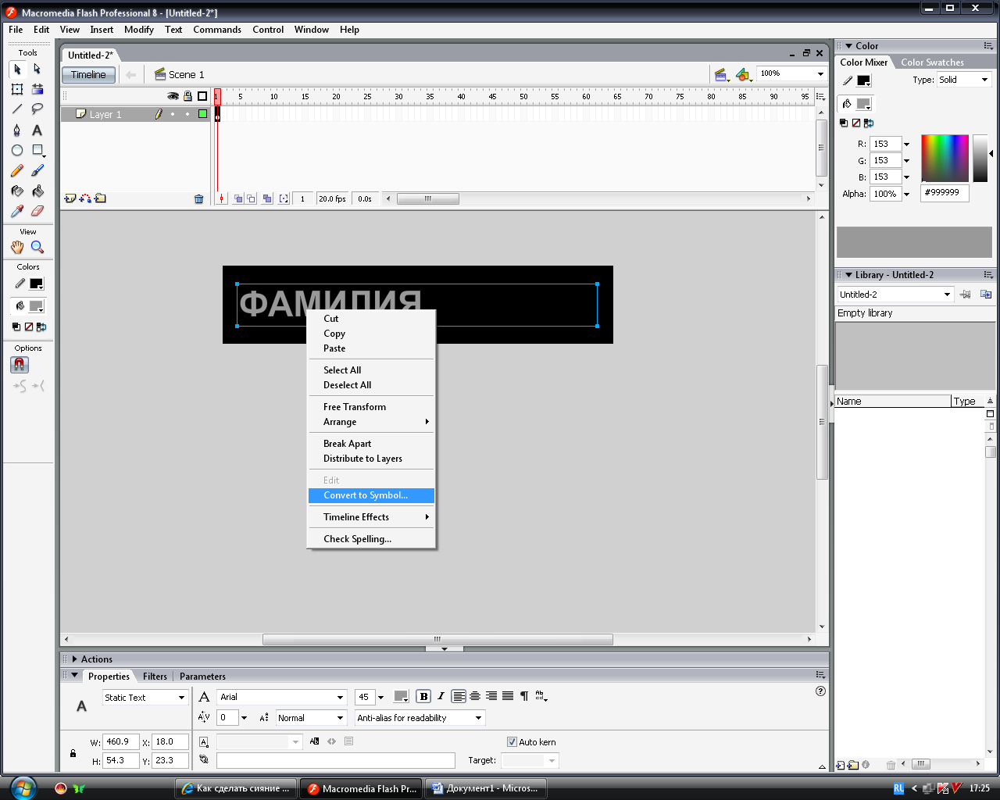 Macromedia Flash Professional 8 - [Untitled-2*]
File Edit View Insert Modify Text Commands Control Window Help
Tools
View
Colors
Options
Untitled-2*
Timeline Scene 1 100%
1 5 10 15 20 25 30 35 40 45 50 55 60 65 70 75 80 85 90 95
Layer 1
1 20.0 fps 0.0s
ФАМИЛИЯ
Cut
Copy
Paste
Select All
Deselect All
Free Transform
Arrange
Break Apart
Distribute to Layers
Edit
Convert to Symbol...
Timeline Effects
Check Spelling...
Color
Color Mixer Color Swatches
Type: Solid
R: 153
G: 153
B: 153
Alpha: 100% #999999
Library - Untitled-2
Untitled-2
Empty library
Name Type
Actions
Properties Filters Parameters
A Static Text A Arial 45 B I
A/V 0 Normal Anti-alias for readability
W: 460.9 X: 18.0 Auto kern
H: 54.3 Y: 23.3 Target:
Как сделать сияние ... Macromedia Flash Pr... Документ1 - Micros... RL 17:25